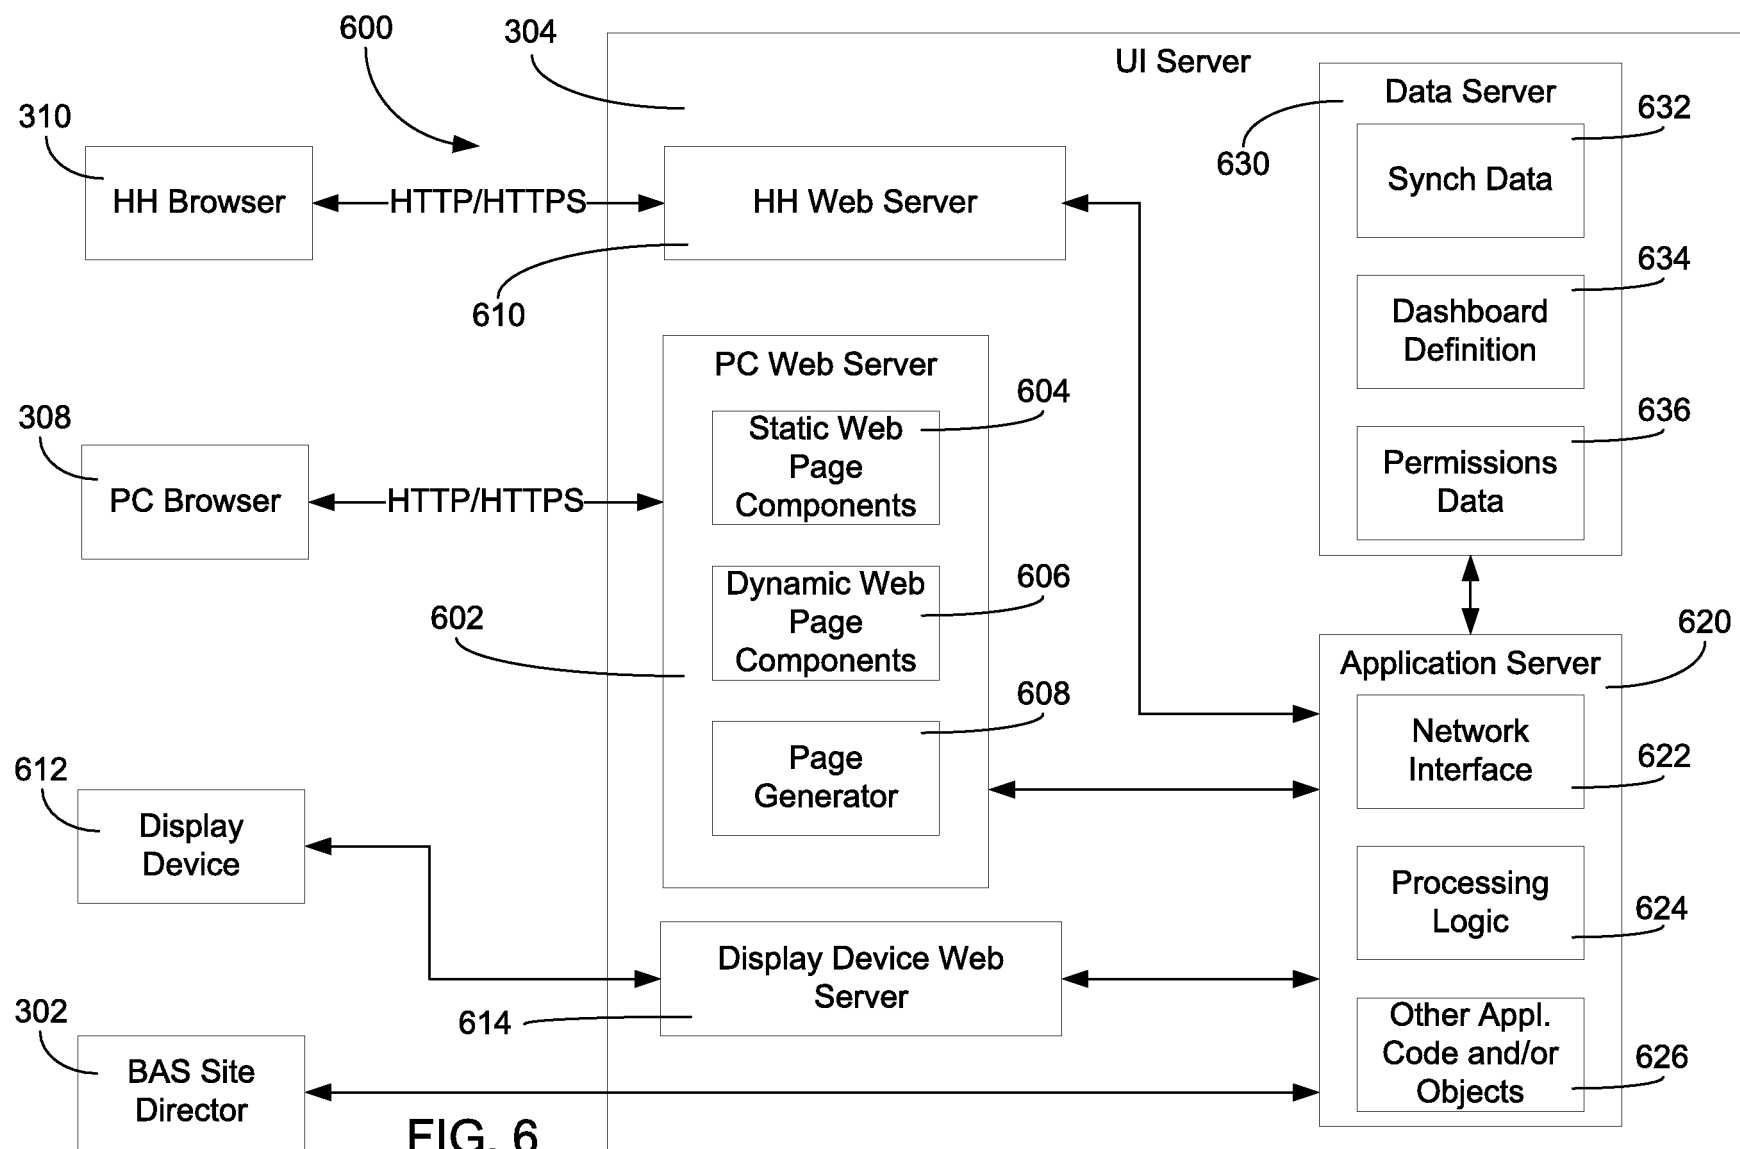 600
304
UI Server
310
HH Browser
HTTP/HTTPS
HH Web Server
610
Data Server
630
632
Synch Data
634
Dashboard
Definition
636
Permissions
Data
PC Web Server
604
Static Web
Page
Components
308
PC Browser
HTTP/HTTPS
606
Dynamic Web
Page
Components
602
608
Page
Generator
620
Application Server
Network
Interface
622
Processing
Logic
624
Other Appl.
Code and/or
Objects
626
612
Display
Device
Display Device Web
Server
614
302
BAS Site
Director
FIG. 6